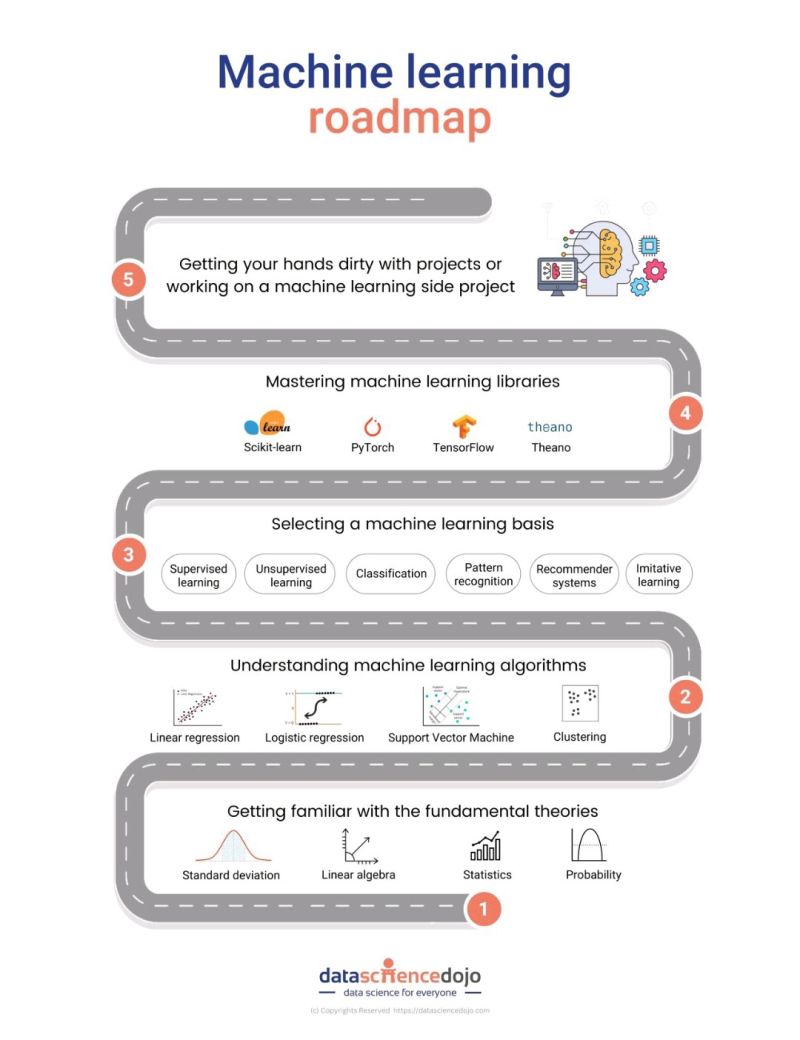 Machine learning
roadmap
5
Getting your hands dirty with projects or
working on a machine learning side project
Mastering machine learning libraries
4
learn
theano
Scikit-learn
PyTorch
TensorFlow
Theano
3
Selecting a machine learning basis
Supervised
learning
Unsupervised
learning
Classification
Pattern
recognition
Recommender
systems
Imitative
learning
Understanding machine learning algorithms
2
Linear regression
Logistic regression
Support Vector Machine
Clustering
Getting familiar with the fundamental theories
Standard deviation
Linear algebra
Statistics
Probability
1
datasciencedojo
data science for everyone
(c) Copyrights Reserved https://datasciencedojo.com